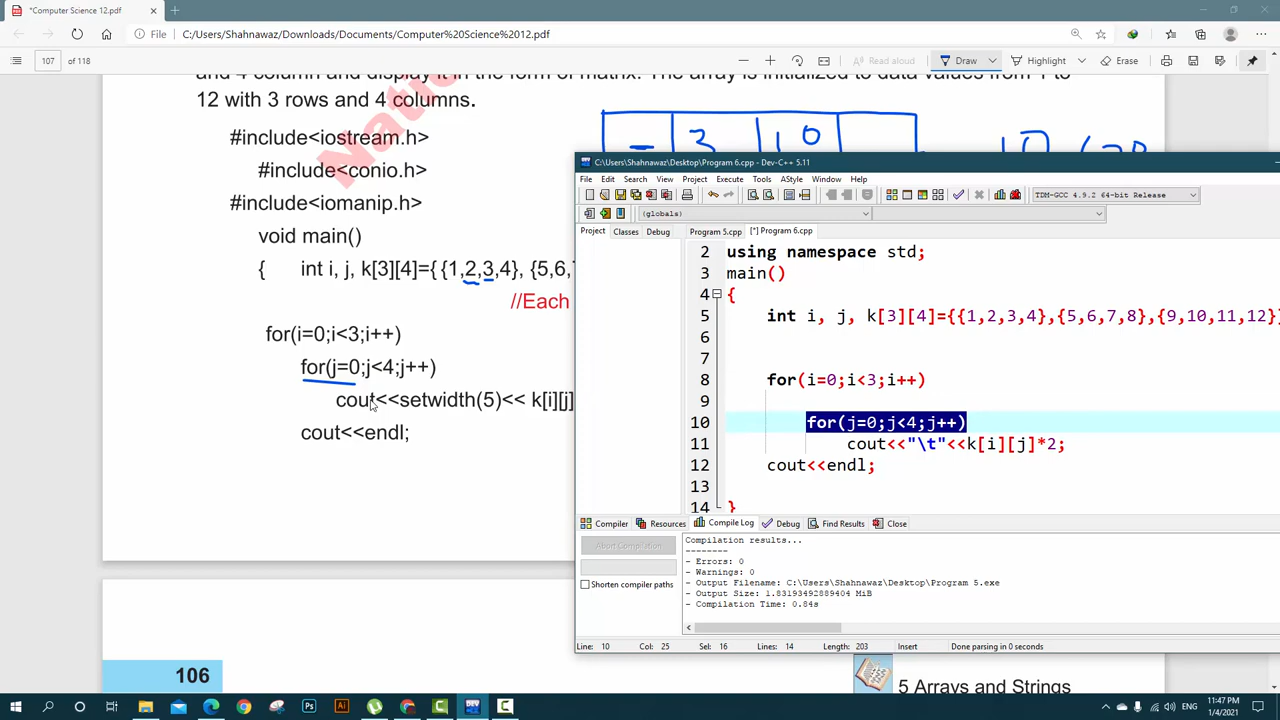 *Computer Science 12.pdf
File C:/Users/Shahnawaz/Downloads/Documents/Computer%20Science%2012.pdf
107 of 118 Read aloud Draw Highlight Erase
and 4 column and display it in the form of matrix. The array is initialized to data values from 1 to
12 with 3 rows and 4 columns.
#include<iostream.h>
#include<conio.h>
#include<iomanip.h>
void main()
{ int i, j, k[3][4]={ {1,2,3,4}, {5,6,7
//Each
for(i=0;i<3;i++)
for(j=0;j<4;j++)
cout<<setwidth(5)<< k[i][j]
cout<<endl;
106
5 Arrays and Strings
C:\Users\Shahnawaz\Desktop\Program 6.cpp - Dev-C++ 5.11
File Edit Search View Project Execute Tools AStyle Window Help
TDM-GCC 4.9.2 64-bit Release
(globals)
Project Classes Debug Program 5.cpp [*] Program 6.cpp
2 using namespace std;
3 main()
4 {
5 int i, j, k[3][4]={{1,2,3,4},{5,6,7,8},{9,10,11,12}
6
7
8 for(i=0;i<3;i++)
9
10 for(j=0;j<4;j++)
11 cout<<"\t"<<k[i][j]*2;
12 cout<<endl;
13
14 }
Compiler Resources Compile Log Debug Find Results Close
Abort Compilation
Shorten compiler paths
Compilation results...
--------
- Errors: 0
- Warnings: 0
- Output Filename: C:\Users\Shahnawaz\Desktop\Program 5.exe
- Output Size: 1.83193492889404 MiB
- Compilation Time: 0.84s
Line: 10 Col: 25 Sel: 16 Lines: 14 Length: 203 Insert Done parsing in 0 seconds
11:47 PM
1/4/2021